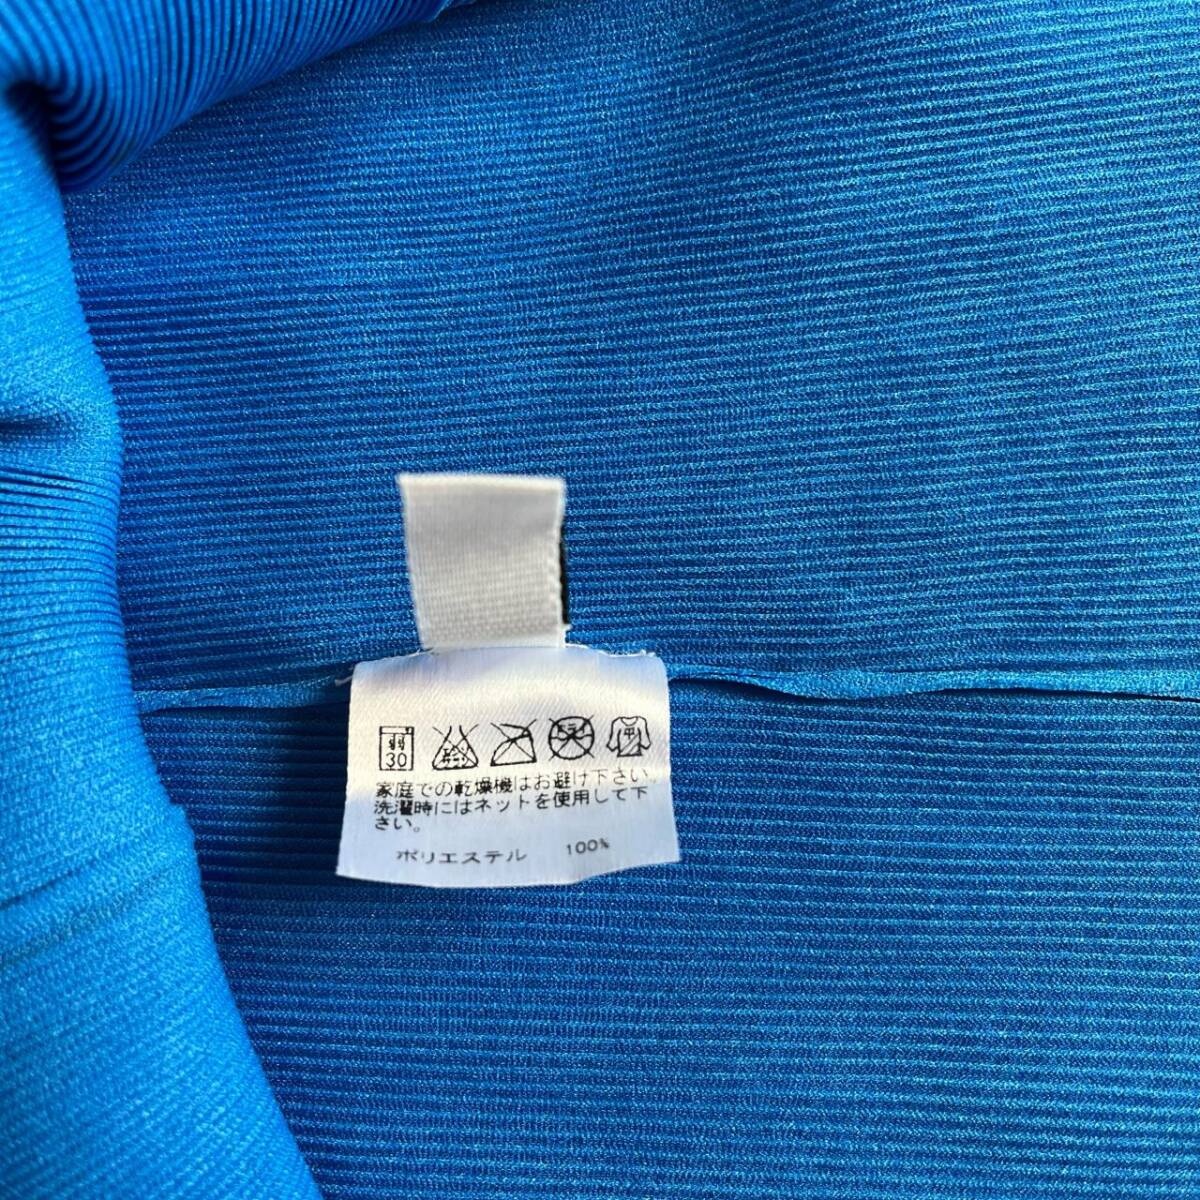 弱
30
家庭での乾燥機はお避け下さい。
洗濯時にはネットを使用して下
さい。
ポリエステル 100%